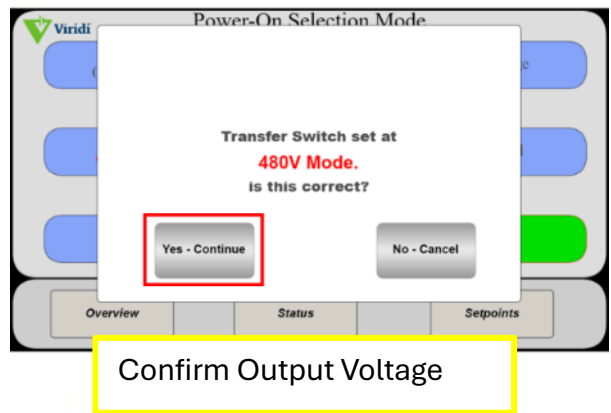 Viridi
Power-On Selection Mode
Transfer Switch set at
480V Mode.
is this correct?
Yes - Continue
No - Cancel
Overview
Status
Setpoints
Confirm Output Voltage